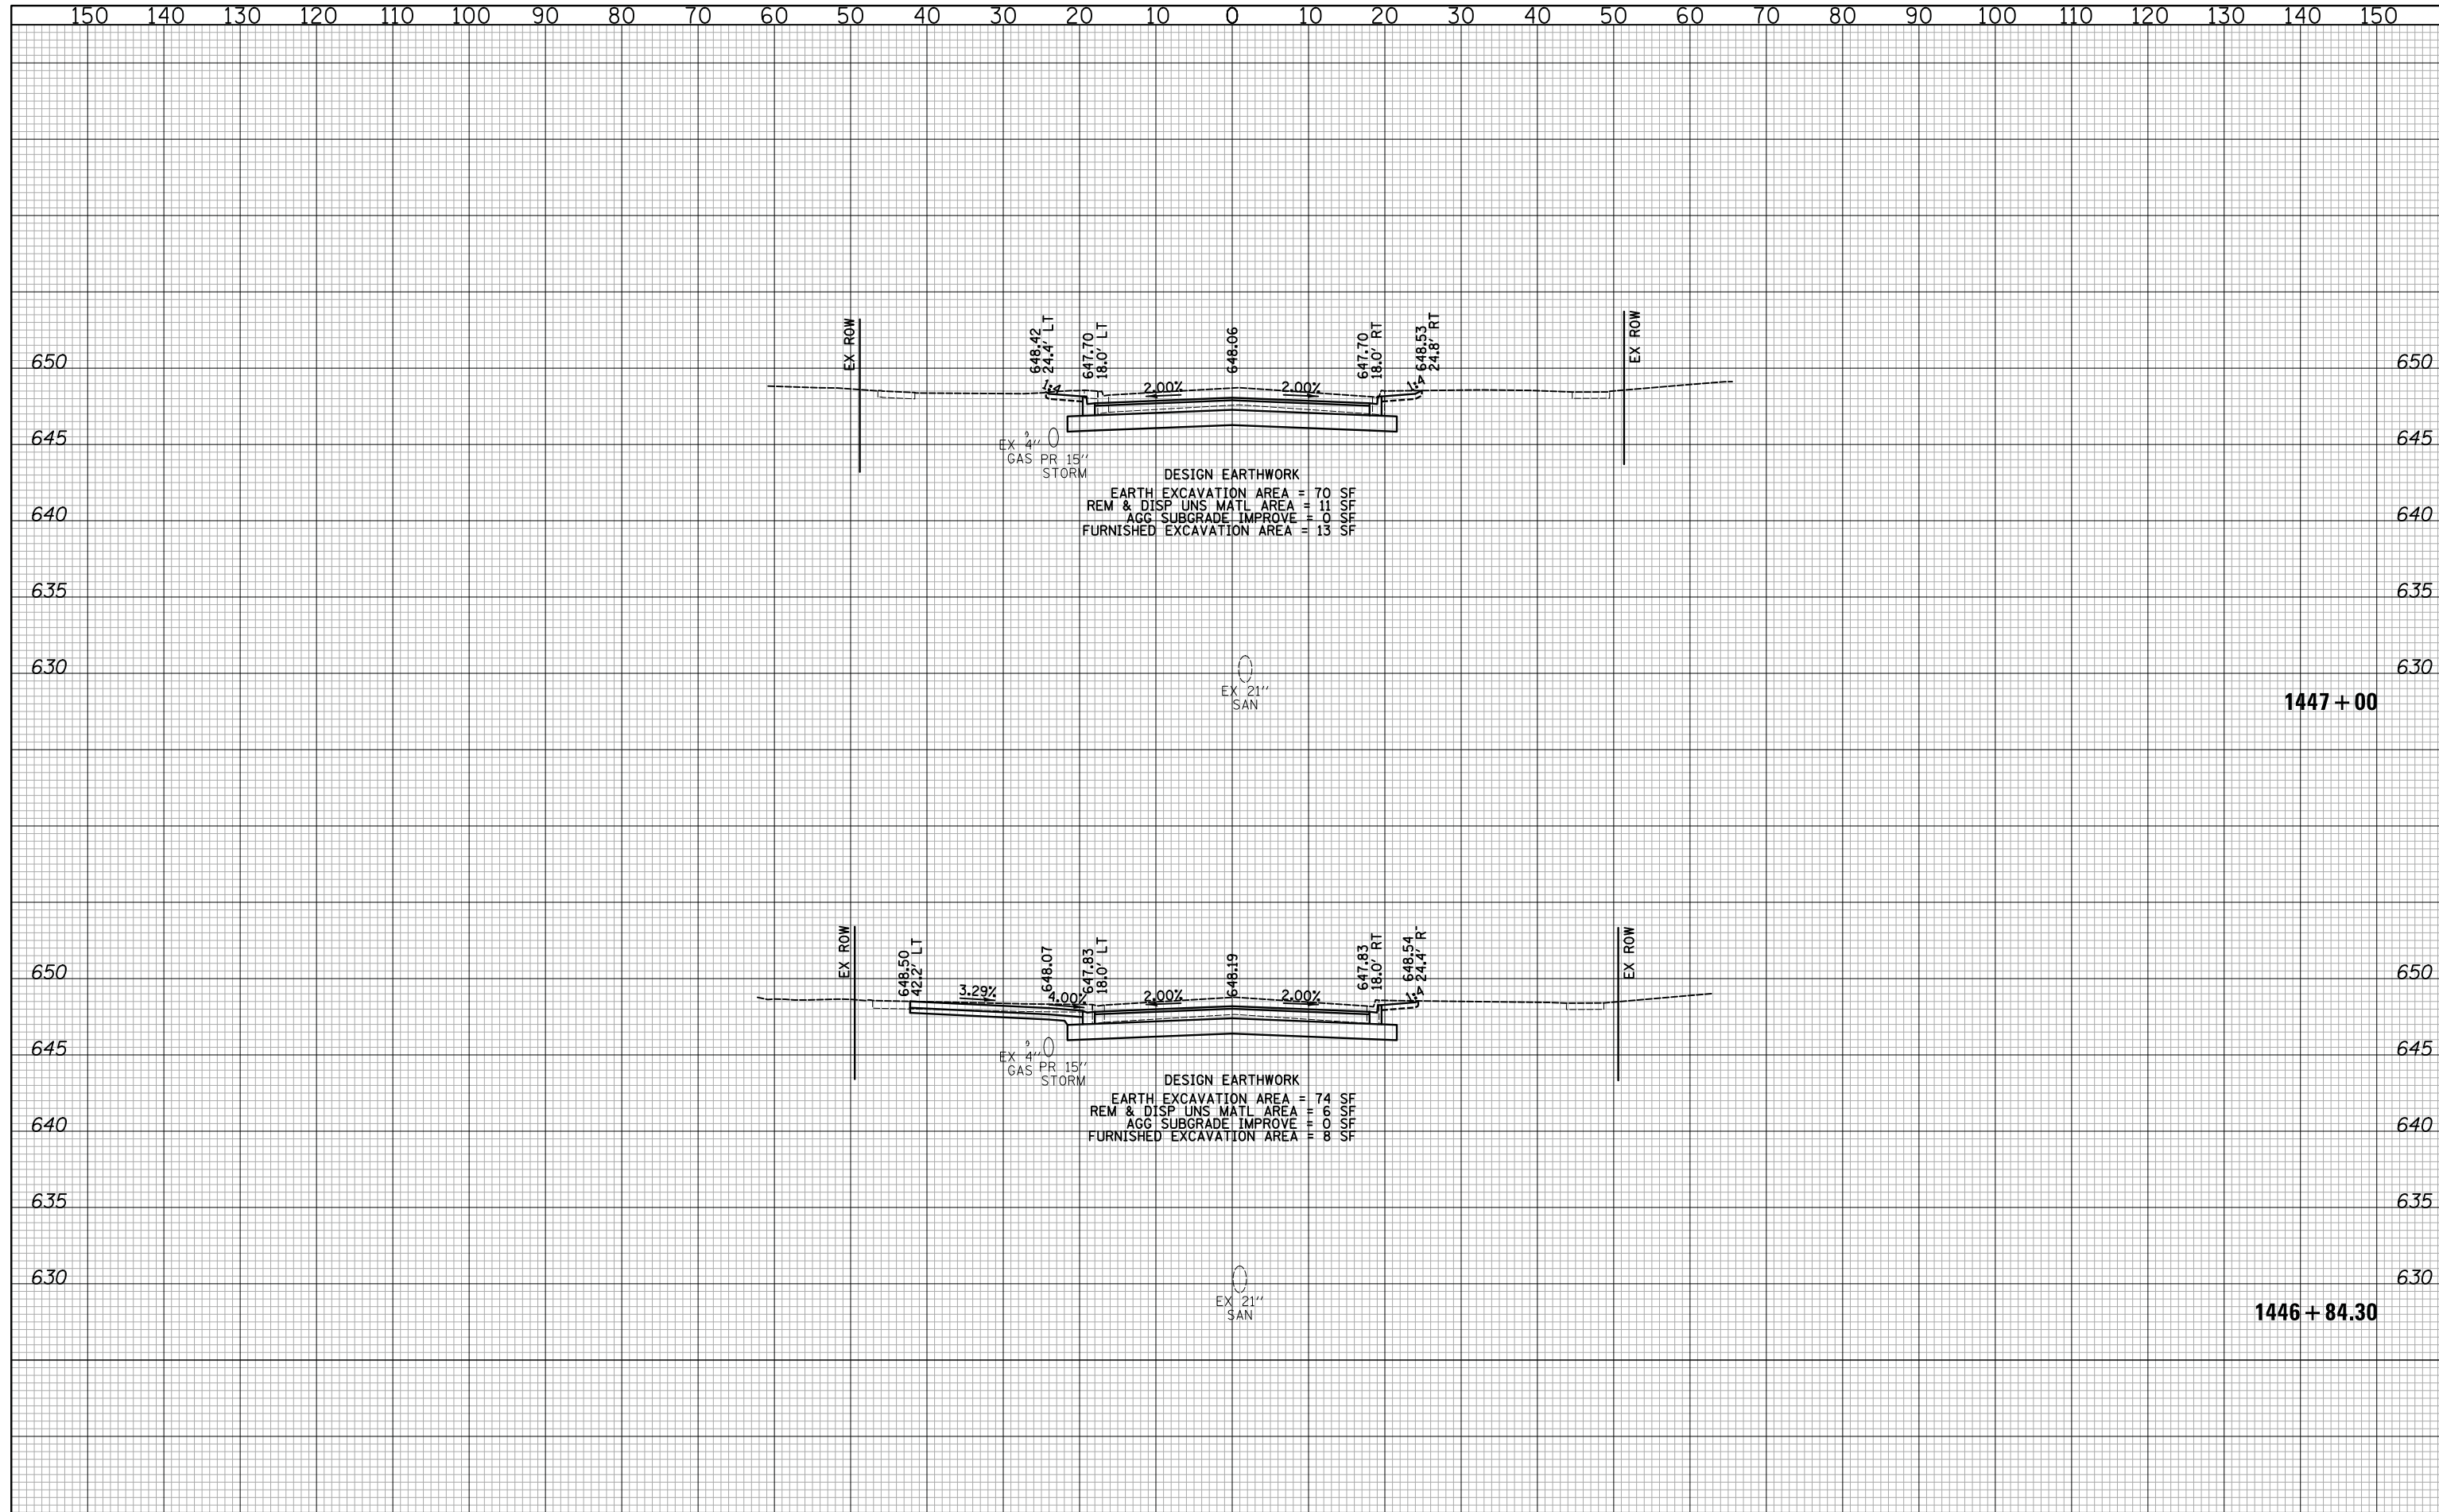 150 140 130 120 110 100 90 80 70 60 50 40 30 20 10 0 10 20 30 40 50 60 70 80 90 100 110 120 130 140 150
EX ROW
648.42
24.4' LT
647.70
18.0' LT
648.06
647.70
18.0' RT
648.53
24.8' RT
EX ROW
650 650
1:4 2.00% 2.00% 1:4
645 645
EX 4"
GAS PR 15"
STORM
DESIGN EARTHWORK
EARTH EXCAVATION AREA = 70 SF
REM & DISP UNS MATL AREA = 11 SF
AGG SUBGRADE IMPROVE = 0 SF
FURNISHED EXCAVATION AREA = 13 SF
640 640
635 635
630 630
EX 21"
SAN
1447+00
EX ROW
648.50
42.2' LT
648.07
647.83
18.0' LT
648.19
647.83
18.0' RT
648.54
24.4' R
EX ROW
650 650
3.29% 4.00% 2.00% 2.00% 1:4
645 645
EX 4"
GAS PR 15"
STORM
DESIGN EARTHWORK
EARTH EXCAVATION AREA = 74 SF
REM & DISP UNS MATL AREA = 6 SF
AGG SUBGRADE IMPROVE = 0 SF
FURNISHED EXCAVATION AREA = 8 SF
640 640
635 635
630 630
EX 21"
SAN
1446+84.30